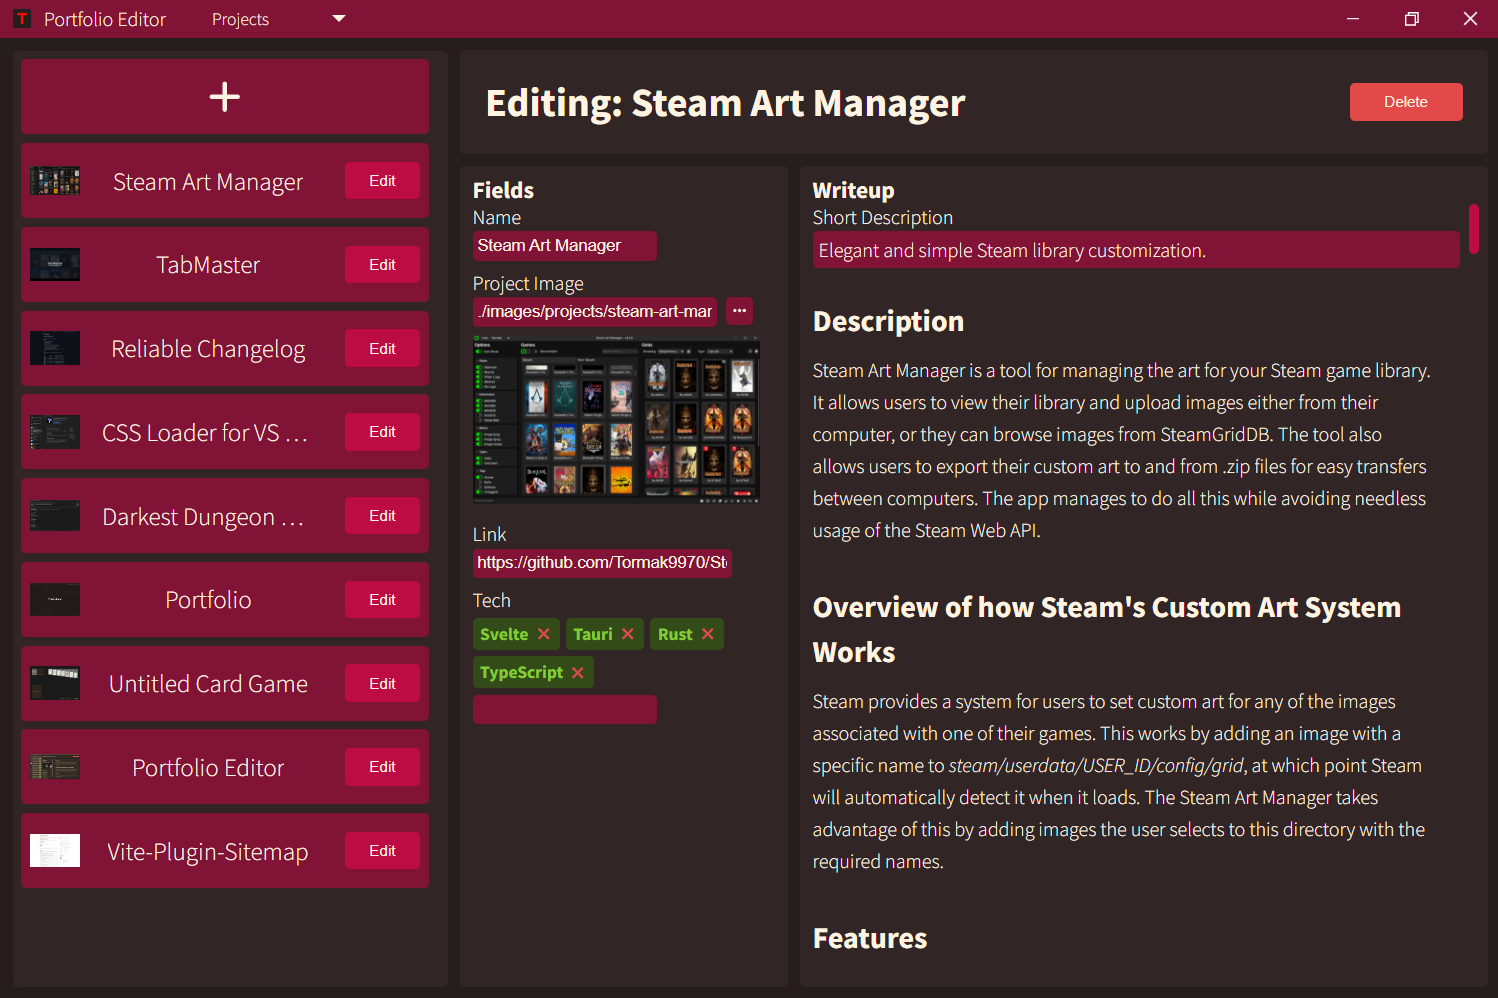 T Portfolio Editor Projects
Editing: Steam Art Manager
Delete
Steam Art Manager Edit
TabMaster Edit
Reliable Changelog Edit
CSS Loader for VS ... Edit
Darkest Dungeon ... Edit
Portfolio Edit
Untitled Card Game Edit
Portfolio Editor Edit
Vite-Plugin-Sitemap Edit
Fields
Name
Steam Art Manager
Project Image
./images/projects/steam-art-mar
Options
Games
Grids
Link
https://github.com/Tormak9970/St
Tech
Svelte
Tauri
Rust
TypeScript
Writeup
Short Description
Elegant and simple Steam library customization.
Description
Steam Art Manager is a tool for managing the art for your Steam game library.
It allows users to view their library and upload images either from their
computer, or they can browse images from SteamGridDB. The tool also
allows users to export their custom art to and from .zip files for easy transfers
between computers. The app manages to do all this while avoiding needless
usage of the Steam Web API.
Overview of how Steam's Custom Art System
Works
Steam provides a system for users to set custom art for any of the images
associated with one of their games. This works by adding an image with a
specific name to steam/userdata/USER_ID/config/grid, at which point Steam
will automatically detect it when it loads. The Steam Art Manager takes
advantage of this by adding images the user selects to this directory with the
required names.
Features